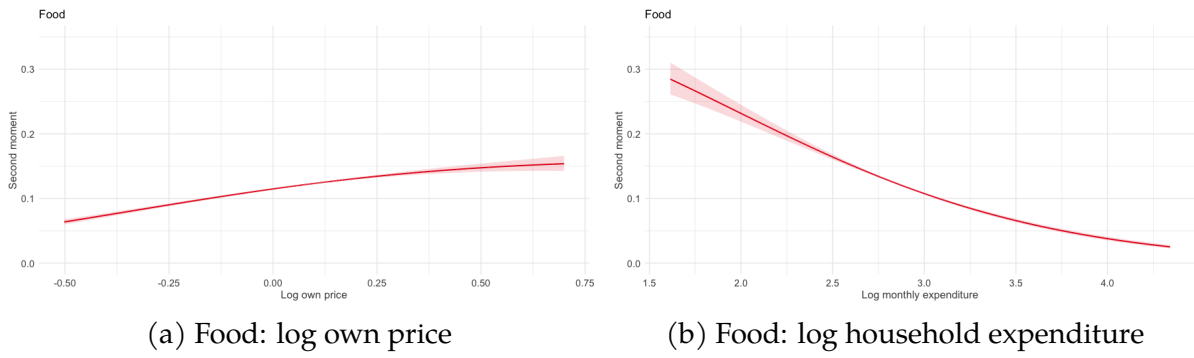 Food
0.3
0.2
0.1
0.0
Second moment
-0.50 -0.25 0.00 0.25 0.50 0.75
Log own price
(a) Food: log own price
Food
0.3
0.2
0.1
0.0
Second moment
1.5 2.0 2.5 3.0 3.5 4.0
Log monthly expenditure
(b) Food: log household expenditure